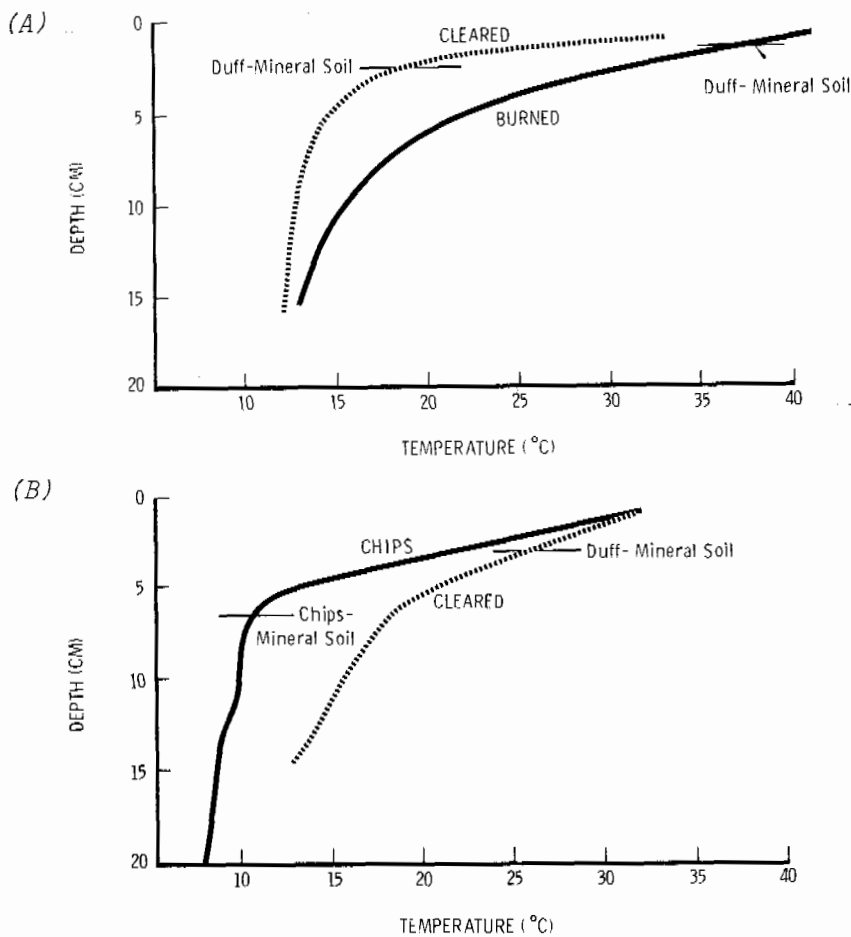 (A)
0
5
10
15
20
DEPTH (CM)
CLEARED
Duff-Mineral Soil
Duff-Mineral Soil
BURNED
10
15
20
25
30
35
40
TEMPERATURE (°C)
(B)
0
5
10
15
20
DEPTH (CM)
CHIPS
Duff-Mineral Soil
CLEARED
Chips-
Mineral Soil
10
15
20
25
30
35
40
TEMPERATURE (°C)